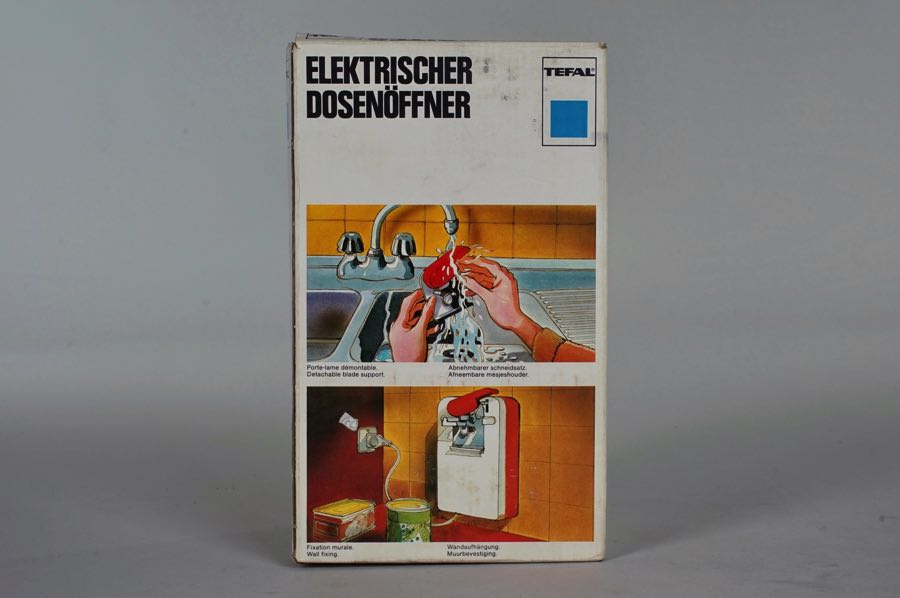 ELEKTRISCHER
DOSENÖFFNER
TEFAL
Porte-lame démontable.
Detachable blade support.
Abnehmbarer schneidsatz.
Afneembare mesjeshouder.
Fixation murale.
Wall fixing.
Wandaufhängung.
Muurbevestiging.